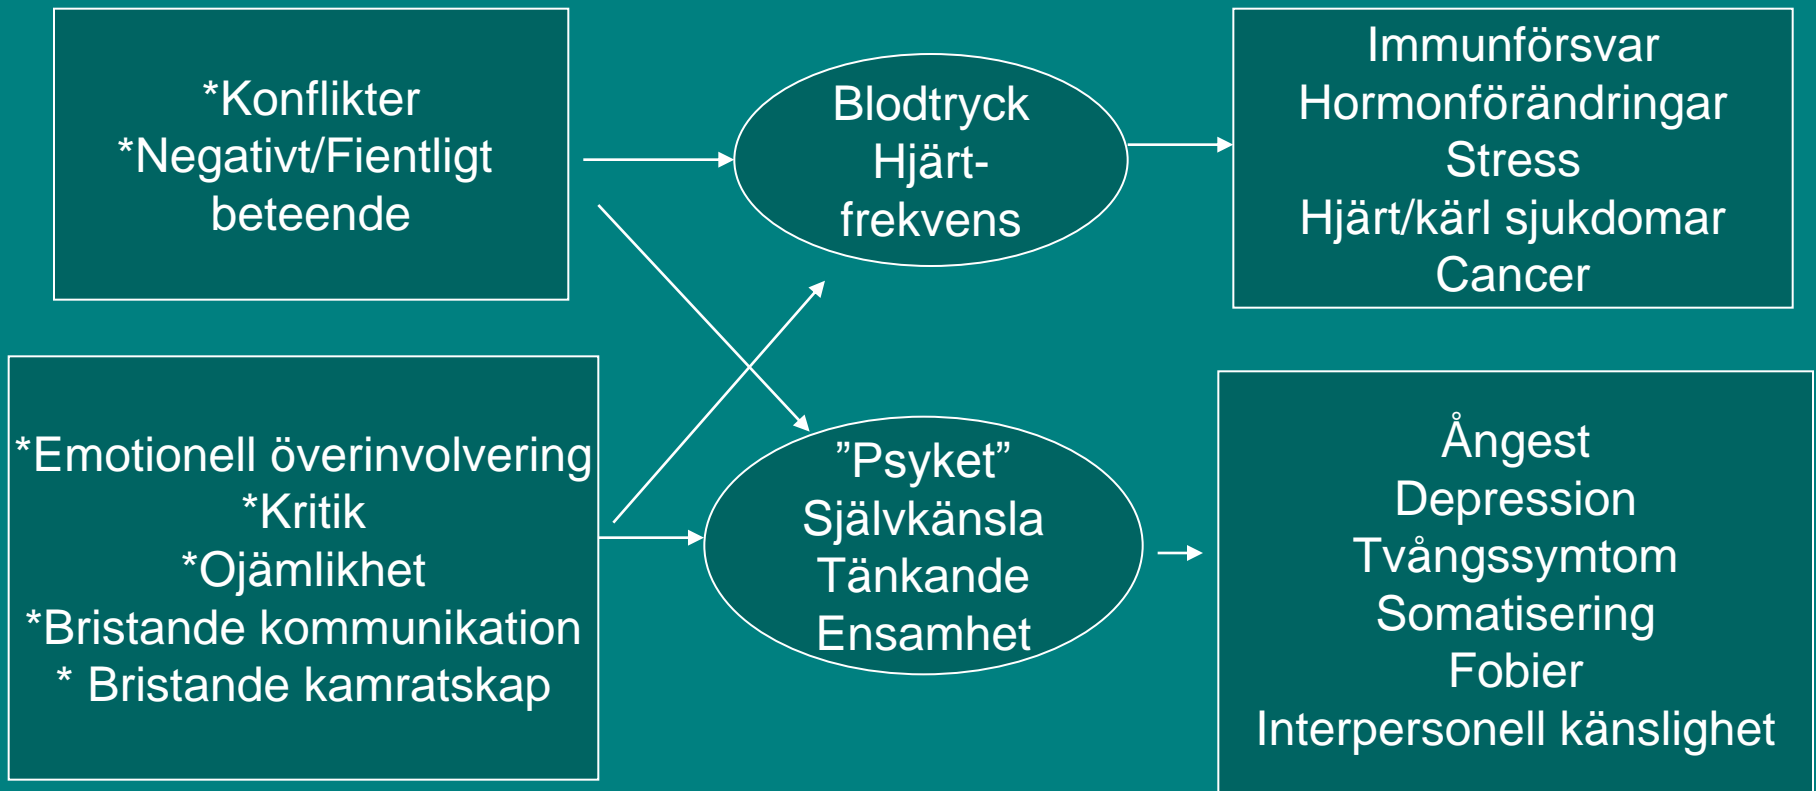 *Konflikter
*Negativt/Fientligt
beteende
Blodtryck
Hjärt-
frekvens
Immunförsvar
Hormonförändringar
Stress
Hjärt/kärl sjukdomar
Cancer
*Emotionell överinvolvering
*Kritik
*Ojämlikhet
*Bristande kommunikation
* Bristande kamratskap
”Psyket”
Självkänsla
Tänkande
Ensamhet
Ångest
Depression
Tvångssymtom
Somatisering
Fobier
Interpersonell känslighet